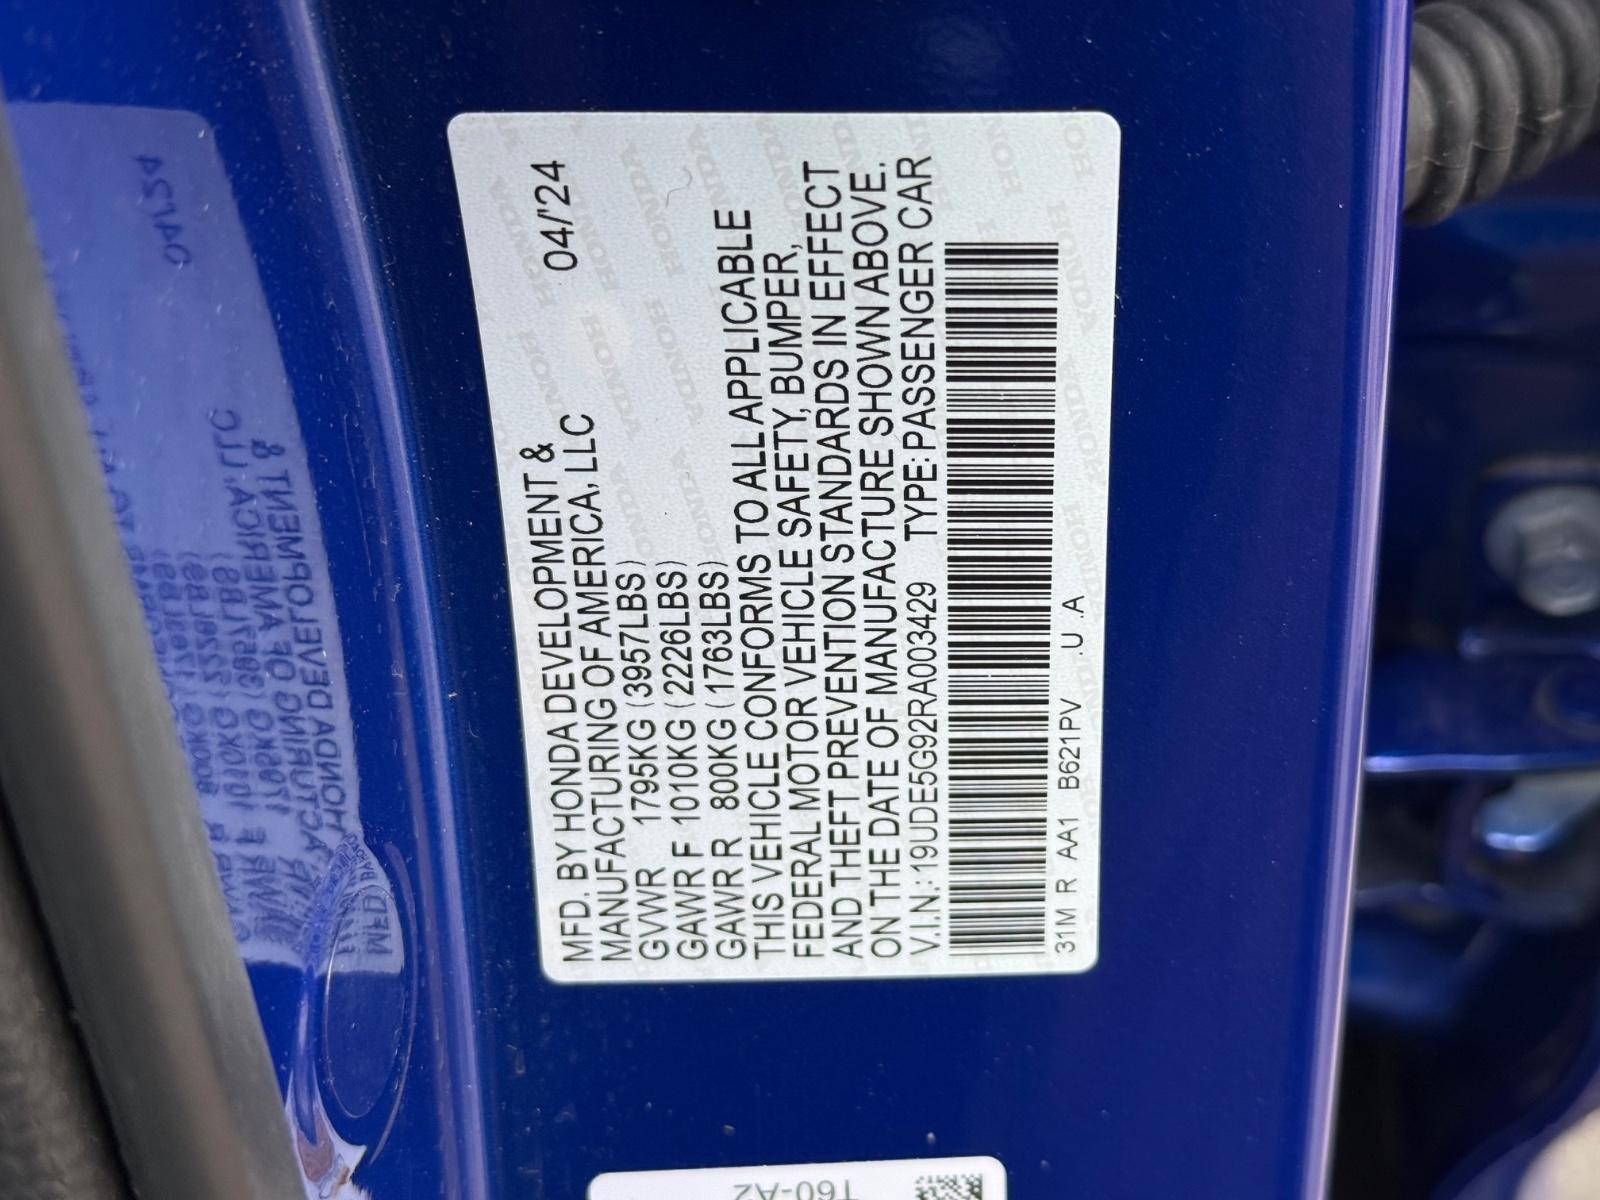 MFD. BY HONDA DEVELOPMENT & 04/'24
MANUFACTURING OF AMERICA, LLC
GVWR 1795KG (3957LBS)
GAWR F 1010KG (2226LBS)
GAWR R 800KG (1763LBS)
THIS VEHICLE CONFORMS TO ALL APPLICABLE
FEDERAL MOTOR VEHICLE SAFETY, BUMPER,
AND THEFT PREVENTION STANDARDS IN EFFECT
ON THE DATE OF MANUFACTURE SHOWN ABOVE.
V.I.N.: 19UDE5G92RA003429 TYPE: PASSENGER CAR
31M R AA1 B621PV .U .A
T60-A2